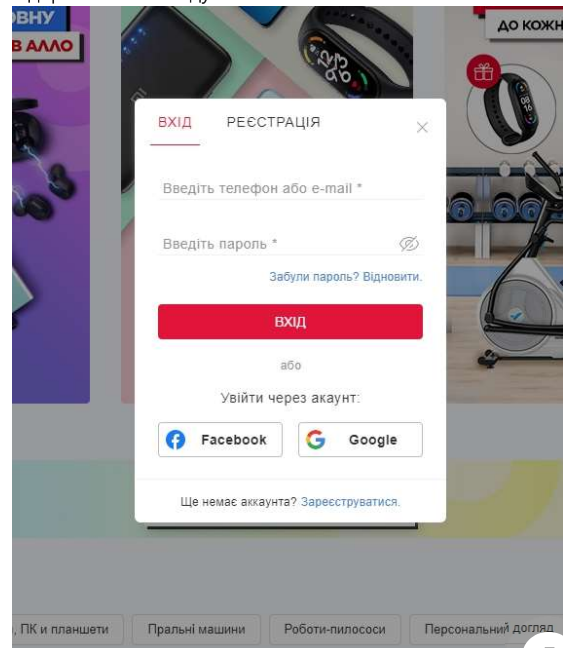 ОВНУ
В АЛЛО
ДО КОЖН
ВХІД РЕЄСТРАЦІЯ
Введіть телефон або e-mail *
Введіть пароль *
Забули пароль? Відновити.
ВХІД
або
Увійти через акаунт:
Facebook Google
Ще немає аккаунта? Зареєструватися.
, ПК и планшети Пральні машини Роботи-пилососи Персональний догляд